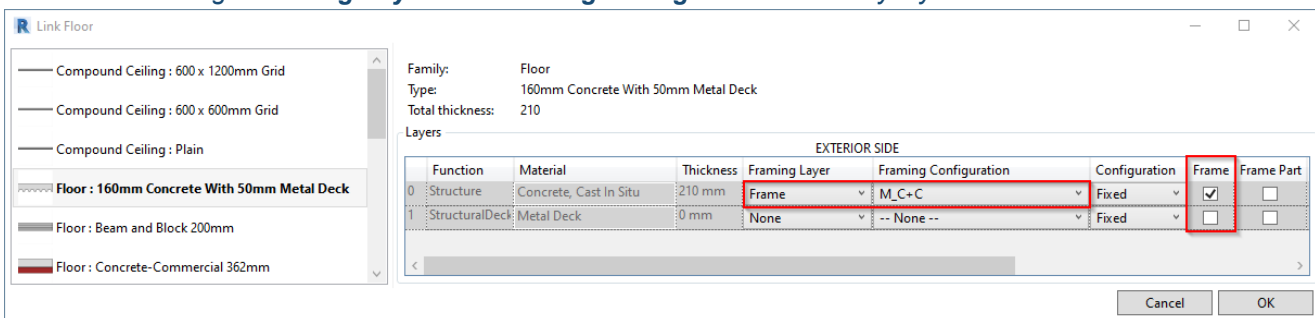 Link Floor
Compound Ceiling : 600 x 1200mm Grid
Compound Ceiling : 600 x 600mm Grid
Compound Ceiling : Plain
Floor : 160mm Concrete With 50mm Metal Deck
Floor : Beam and Block 200mm
Floor : Concrete-Commercial 362mm
Family: Floor
Type: 160mm Concrete With 50mm Metal Deck
Total thickness: 210
Layers
EXTERIOR SIDE
Function Material Thickness Framing Layer Framing Configuration Configuration Frame Frame Part
0 Structure Concrete, Cast In Situ 210 mm Frame M_C+C Fixed
1 StructuralDeck Metal Deck 0 mm None -- None -- Fixed
Cancel OK